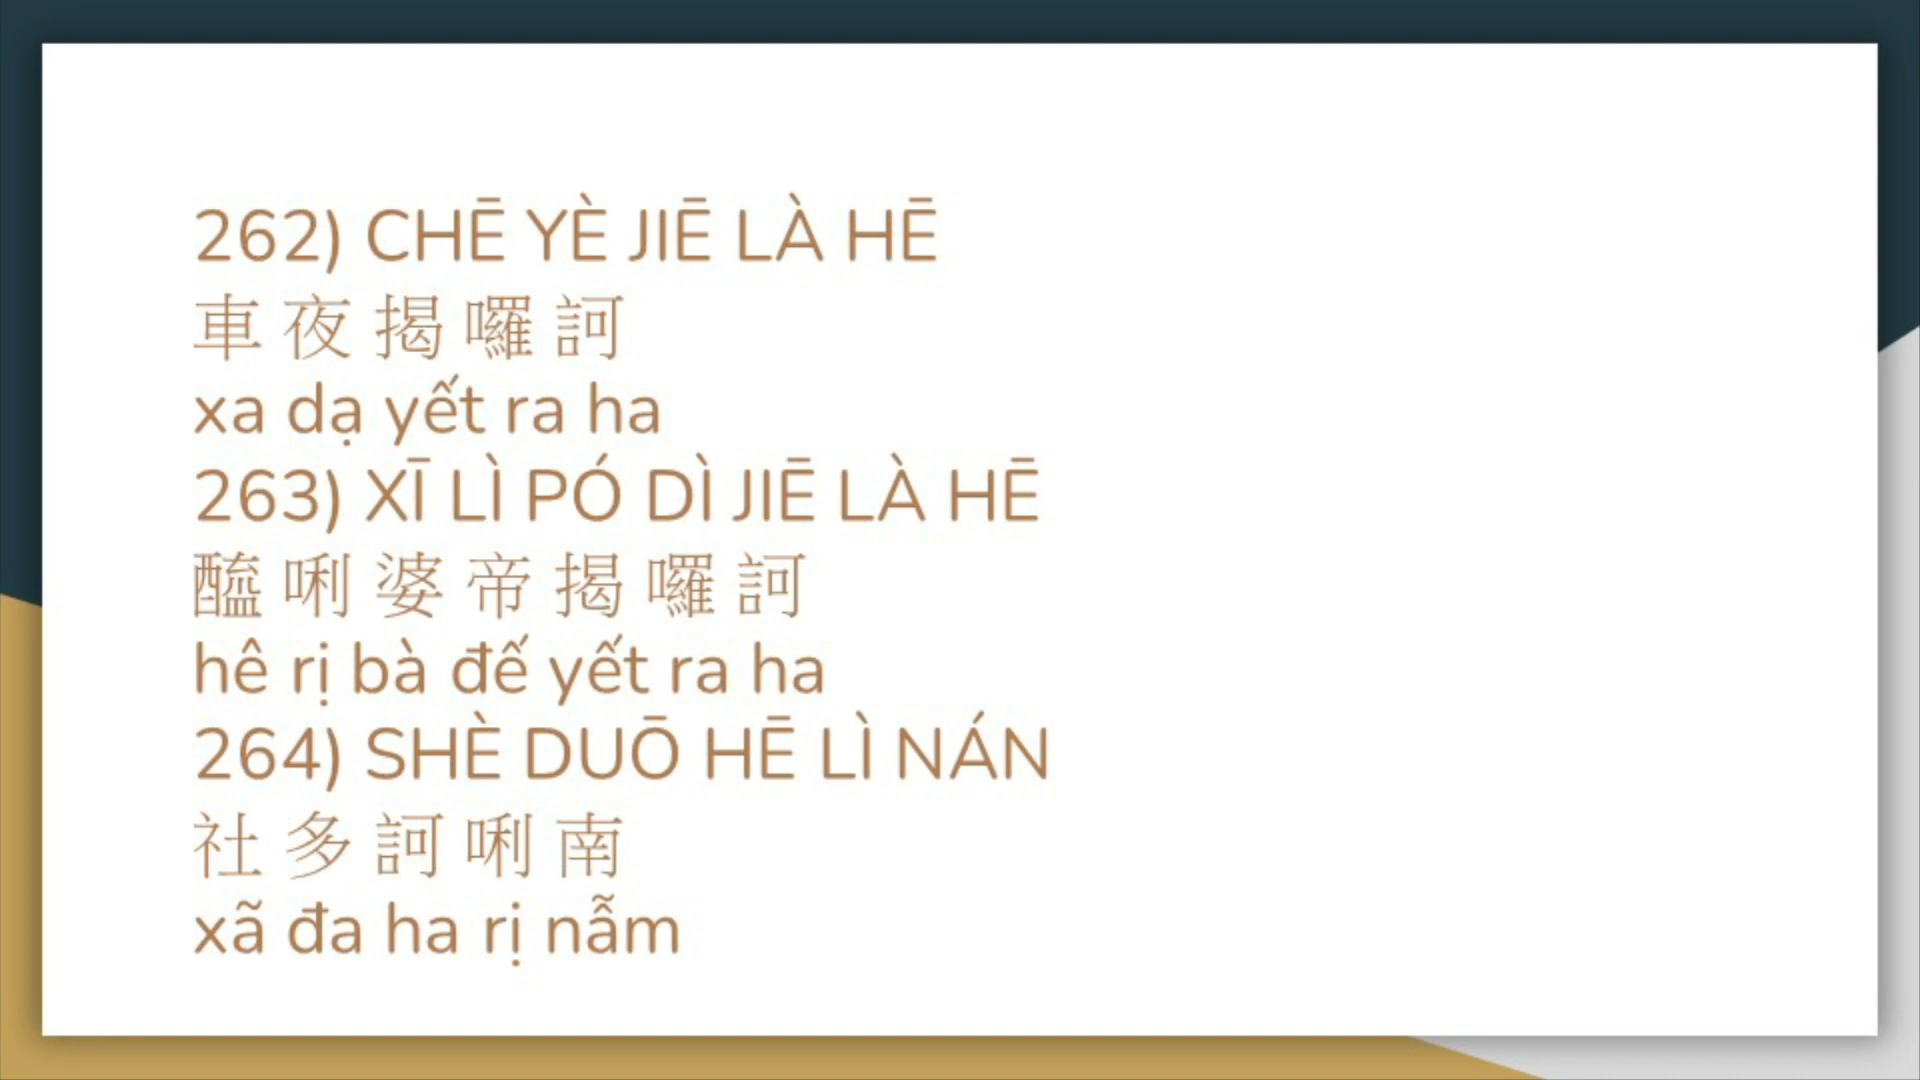 262) CHĒ YÈ JIĒ LÀ HĒ
車 夜 揭 囉 訶
xa dạ yết ra ha
263) XĪ LÌ PÓ DÌ JIĒ LÀ HĒ
醯 唎 婆 帝 揭 囉 訶
hê rị bà đế yết ra ha
264) SHÈ DUŌ HĒ LÌ NÁN
社 多 訶 唎 南
xã đa ha rị nẫm